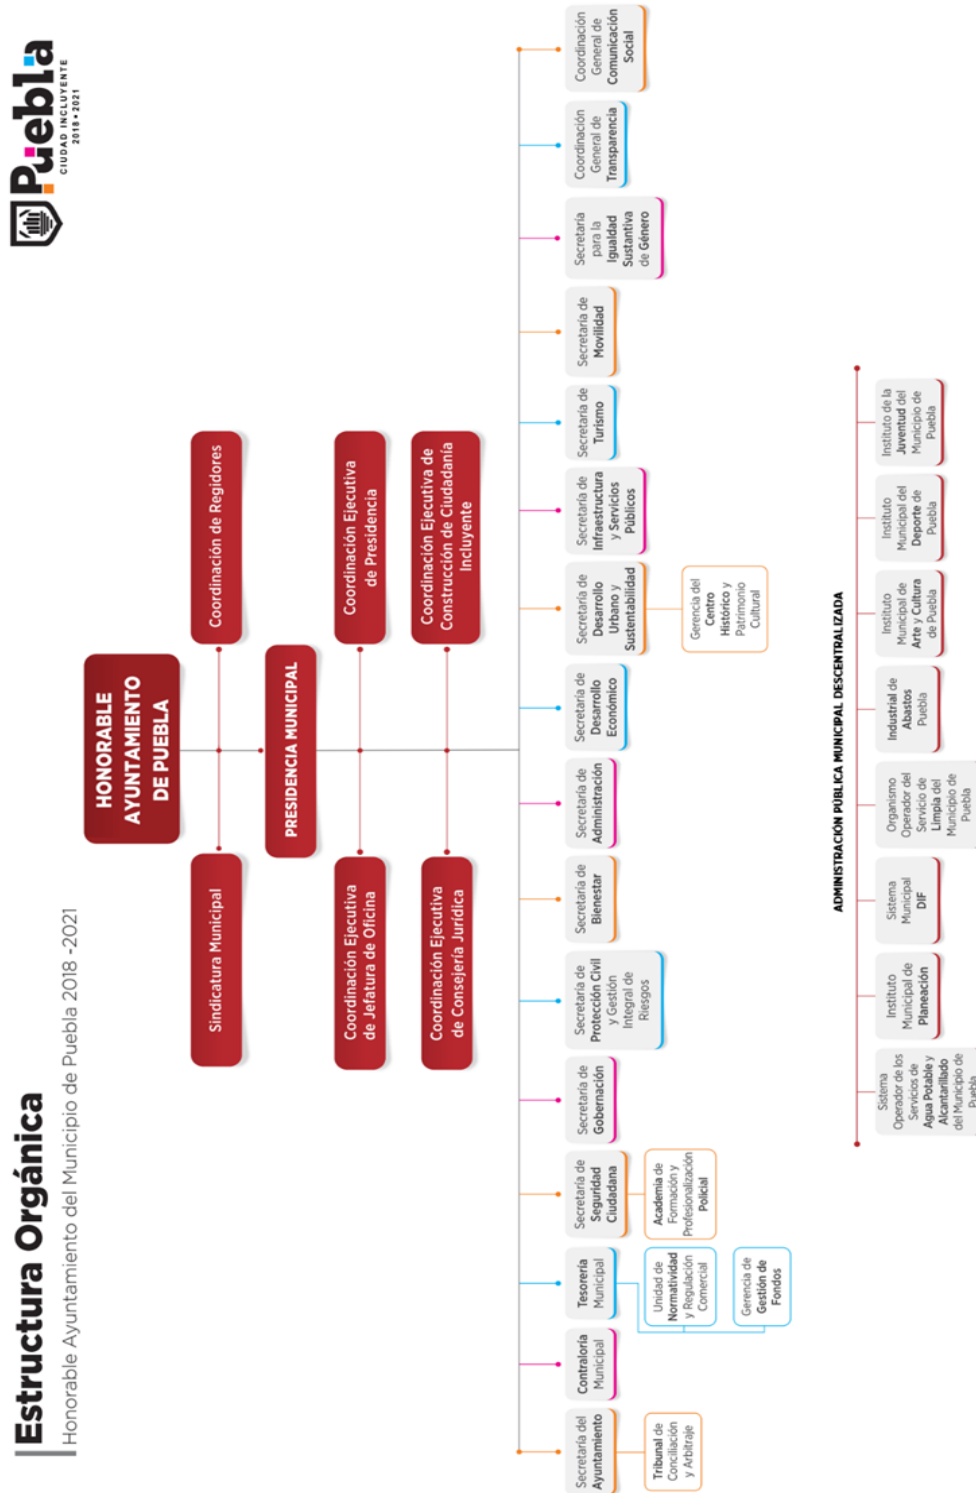 Estructura Orgánica
Honorable Ayuntamiento del Municipio de Puebla 2018 -2021
Puebla
CIUDAD INCLUYENTE
2018 • 2021
HONORABLE
AYUNTAMIENTO
DE PUEBLA
Sindicatura Municipal
Coordinación de Regidores
PRESIDENCIA MUNICIPAL
Coordinación Ejecutiva
de Jefatura de Oficina
Coordinación Ejecutiva
de Presidencia
Coordinación Ejecutiva
de Consejería Jurídica
Coordinación Ejecutiva de
Construcción de Ciudadanía
Incluyente
Secretaría del
Ayuntamiento
Tribunal de
Conciliación
y Arbitraje
Contraloría
Municipal
Tesorería
Municipal
Unidad de
Normatividad
y Regulación
Comercial
Gerencia de
Gestión de
Fondos
Secretaría de
Seguridad
Ciudadana
Academia de
Formación y
Profesionalización
Policial
Secretaría de
Gobernación
Secretaría de
Protección Civil
y Gestión
Integral de
Riesgos
Secretaría de
Bienestar
Secretaría de
Administración
Secretaría de
Desarrollo
Económico
Secretaría de
Desarrollo
Urbano y
Sustentabilidad
Gerencia del
Centro
Histórico y
Patrimonio
Cultural
Secretaría de
Infraestructura
y Servicios
Públicos
Secretaría de
Turismo
Secretaría de
Movilidad
Secretaría
para la
Igualdad
Sustantiva
de Género
Coordinación
General de
Transparencia
Coordinación
General de
Comunicación
Social
ADMINISTRACIÓN PÚBLICA MUNICIPAL DESCENTRALIZADA
Sistema
Operador de los
Servicios de
Agua Potable y
Alcantarillado
del Municipio de
Puebla
Instituto
Municipal de
Planeación
Sistema
Municipal
DIF
Organismo
Operador del
Servicio de
Limpia del
Municipio de
Puebla
Industrial de
Abastos
Puebla
Instituto
Municipal de
Arte y Cultura
de Puebla
Instituto
Municipal del
Deporte de
Puebla
Instituto de la
Juventud del
Municipio de
Puebla